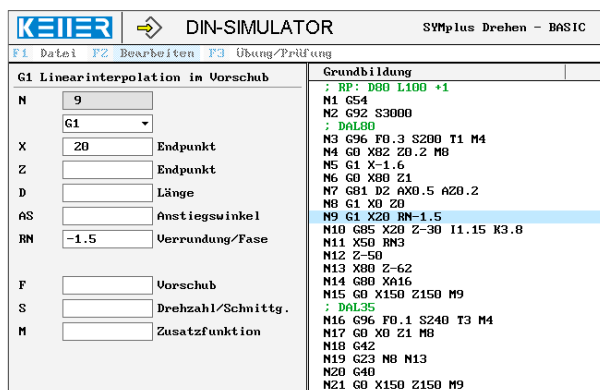 KELLER
DIN-SIMULATOR
SYMplus Drehen - BASIC
F1 Datei F2 Bearbeiten F3 Übung/Prüfung
G1 Linearinterpolation im Vorschub
N 9
G1
X 20 Endpunkt
Z Endpunkt
D Länge
AS Anstiegswinkel
RN -1.5 Verrundung/Fase
F Vorschub
S Drehzahl/Schnittg.
M Zusatzfunktion
Grundbildung
; RP: D80 L100 +1
N1 G54
N2 G92 S3000
; DAL80
N3 G96 F0.3 S200 T1 M4
N4 G0 X82 Z0.2 M8
N5 G1 X-1.6
N6 G0 X80 Z1
N7 G81 D2 AX0.5 AZ0.2
N8 G1 X0 Z0
N9 G1 X20 RN-1.5
N10 G85 X20 Z-30 I1.15 K3.8
N11 X50 RN3
N12 Z-50
N13 X80 Z-62
N14 G80 XA16
N15 G0 X150 Z150 M9
; DAL35
N16 G96 F0.1 S240 T3 M4
N17 G0 X0 Z1 M8
N18 G42
N19 G23 N8 N13
N20 G40
N21 G0 X150 Z150 M9